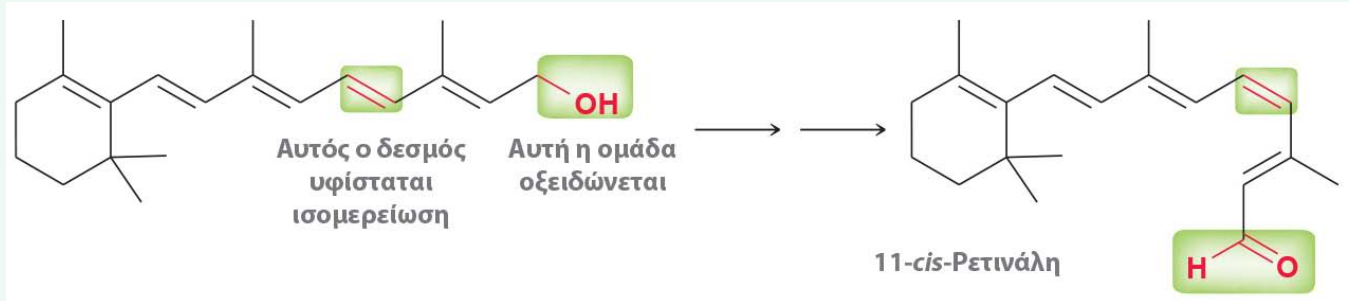 OH
Αυτός ο δεσμός
υφίσταται
ισομερείωση
Αυτή η ομάδα
οξειδώνεται
11-cis-Ρετινάλη
H
O